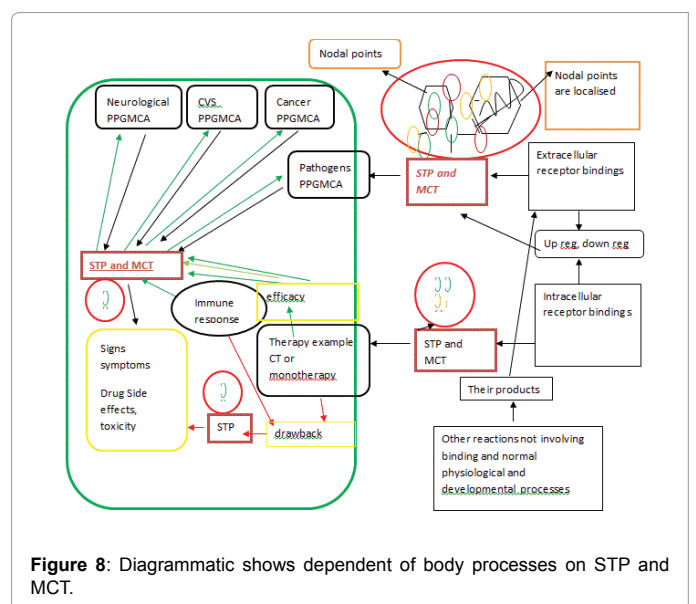 Nodal points
Nodal points
are localised
Neurological
PPGMCA
CVS
PPGMCA
Cancer
PPGMCA
Pathogens
PPGMCA
STP and
MCT
Extracellular
receptor bindings
Up reg, down reg
STP and MCT
Immune
response
efficacy
Intracellular
receptor bindings
Signs
symptoms
Drug Side
effects,
toxicity
Therapy example
CT or
monotherapy
STP and
MCT
Their products
STP
drawback
Other reactions not involving
binding and normal
physiological and
developmental processes
Figure 8: Diagrammatic shows dependent of body processes on STP and
MCT.